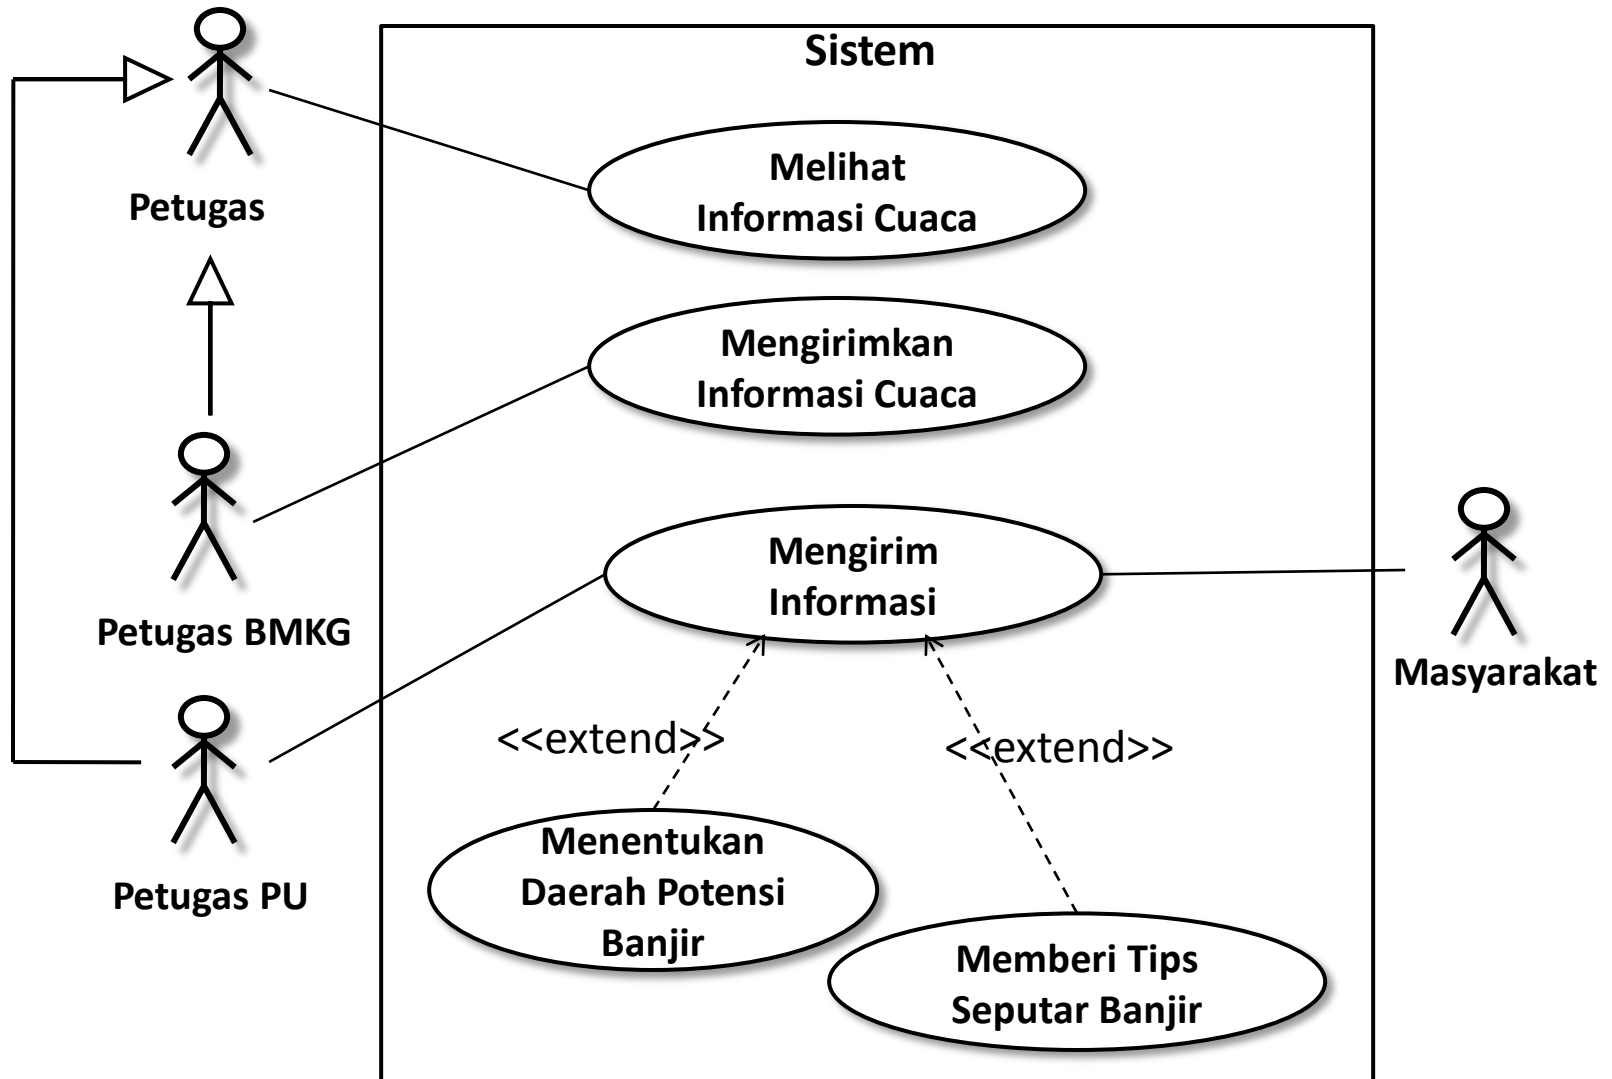 Sistem
Petugas
Melihat
Informasi Cuaca
Mengirimkan
Informasi Cuaca
Petugas BMKG
Mengirim
Informasi
Masyarakat
Petugas PU
<<extend>>
<<extend>>
Menentukan
Daerah Potensi
Banjir
Memberi Tips
Seputar Banjir